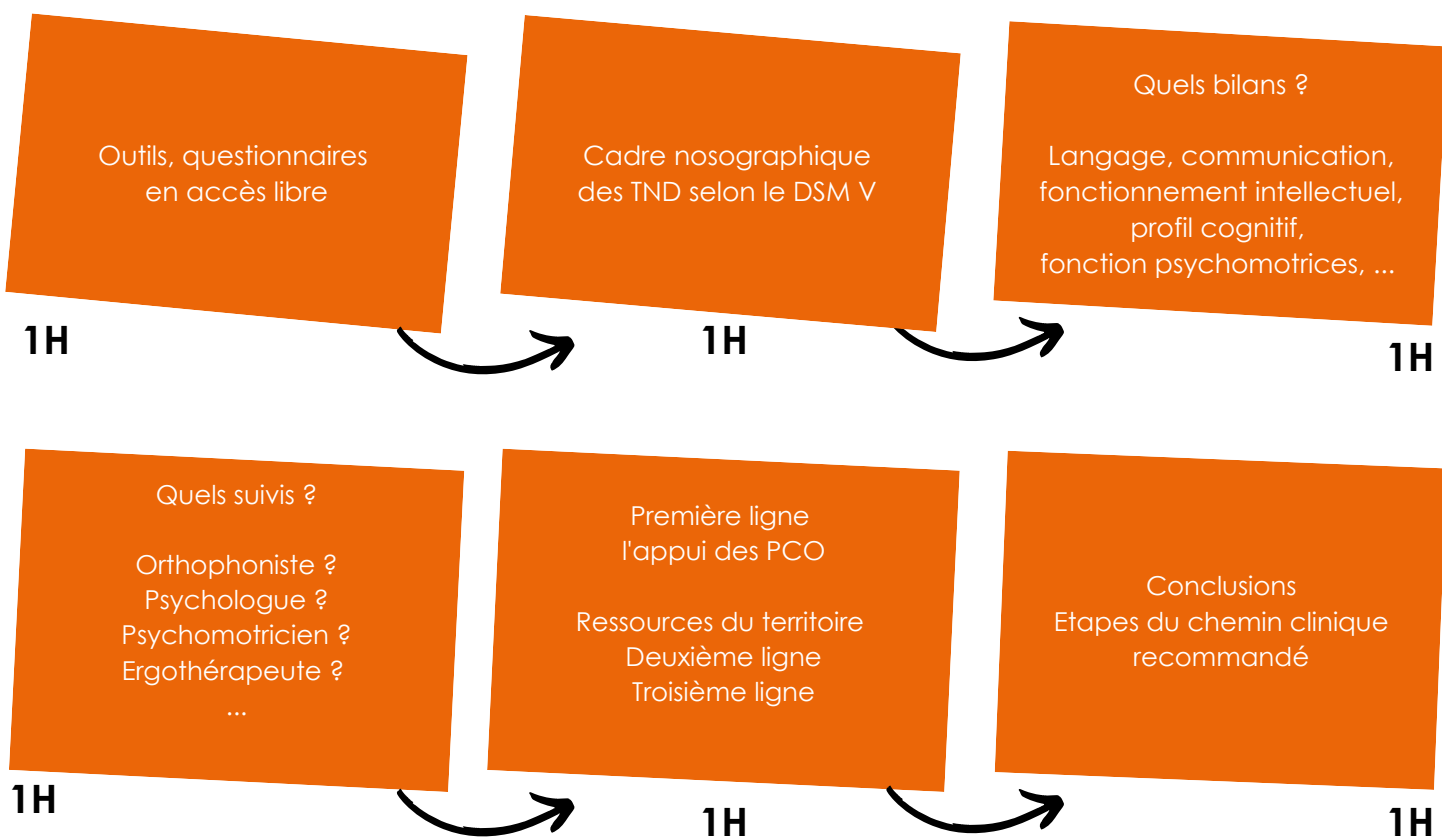 Outils, questionnaires
en accès libre
1H
Cadre nosographique
des TND selon le DSM V
1H
Quels bilans ?
Langage, communication,
fonctionnement intellectuel,
profil cognitif,
fonction psychomotrices, ...
1H
Quels suivis ?
Orthophoniste ?
Psychologue ?
Psychomotricien ?
Ergothérapeute ?
...
1H
Première ligne
l'appui des PCO
Ressources du territoire
Deuxième ligne
Troisième ligne
1H
Conclusions
Etapes du chemin clinique
recommandé
1H